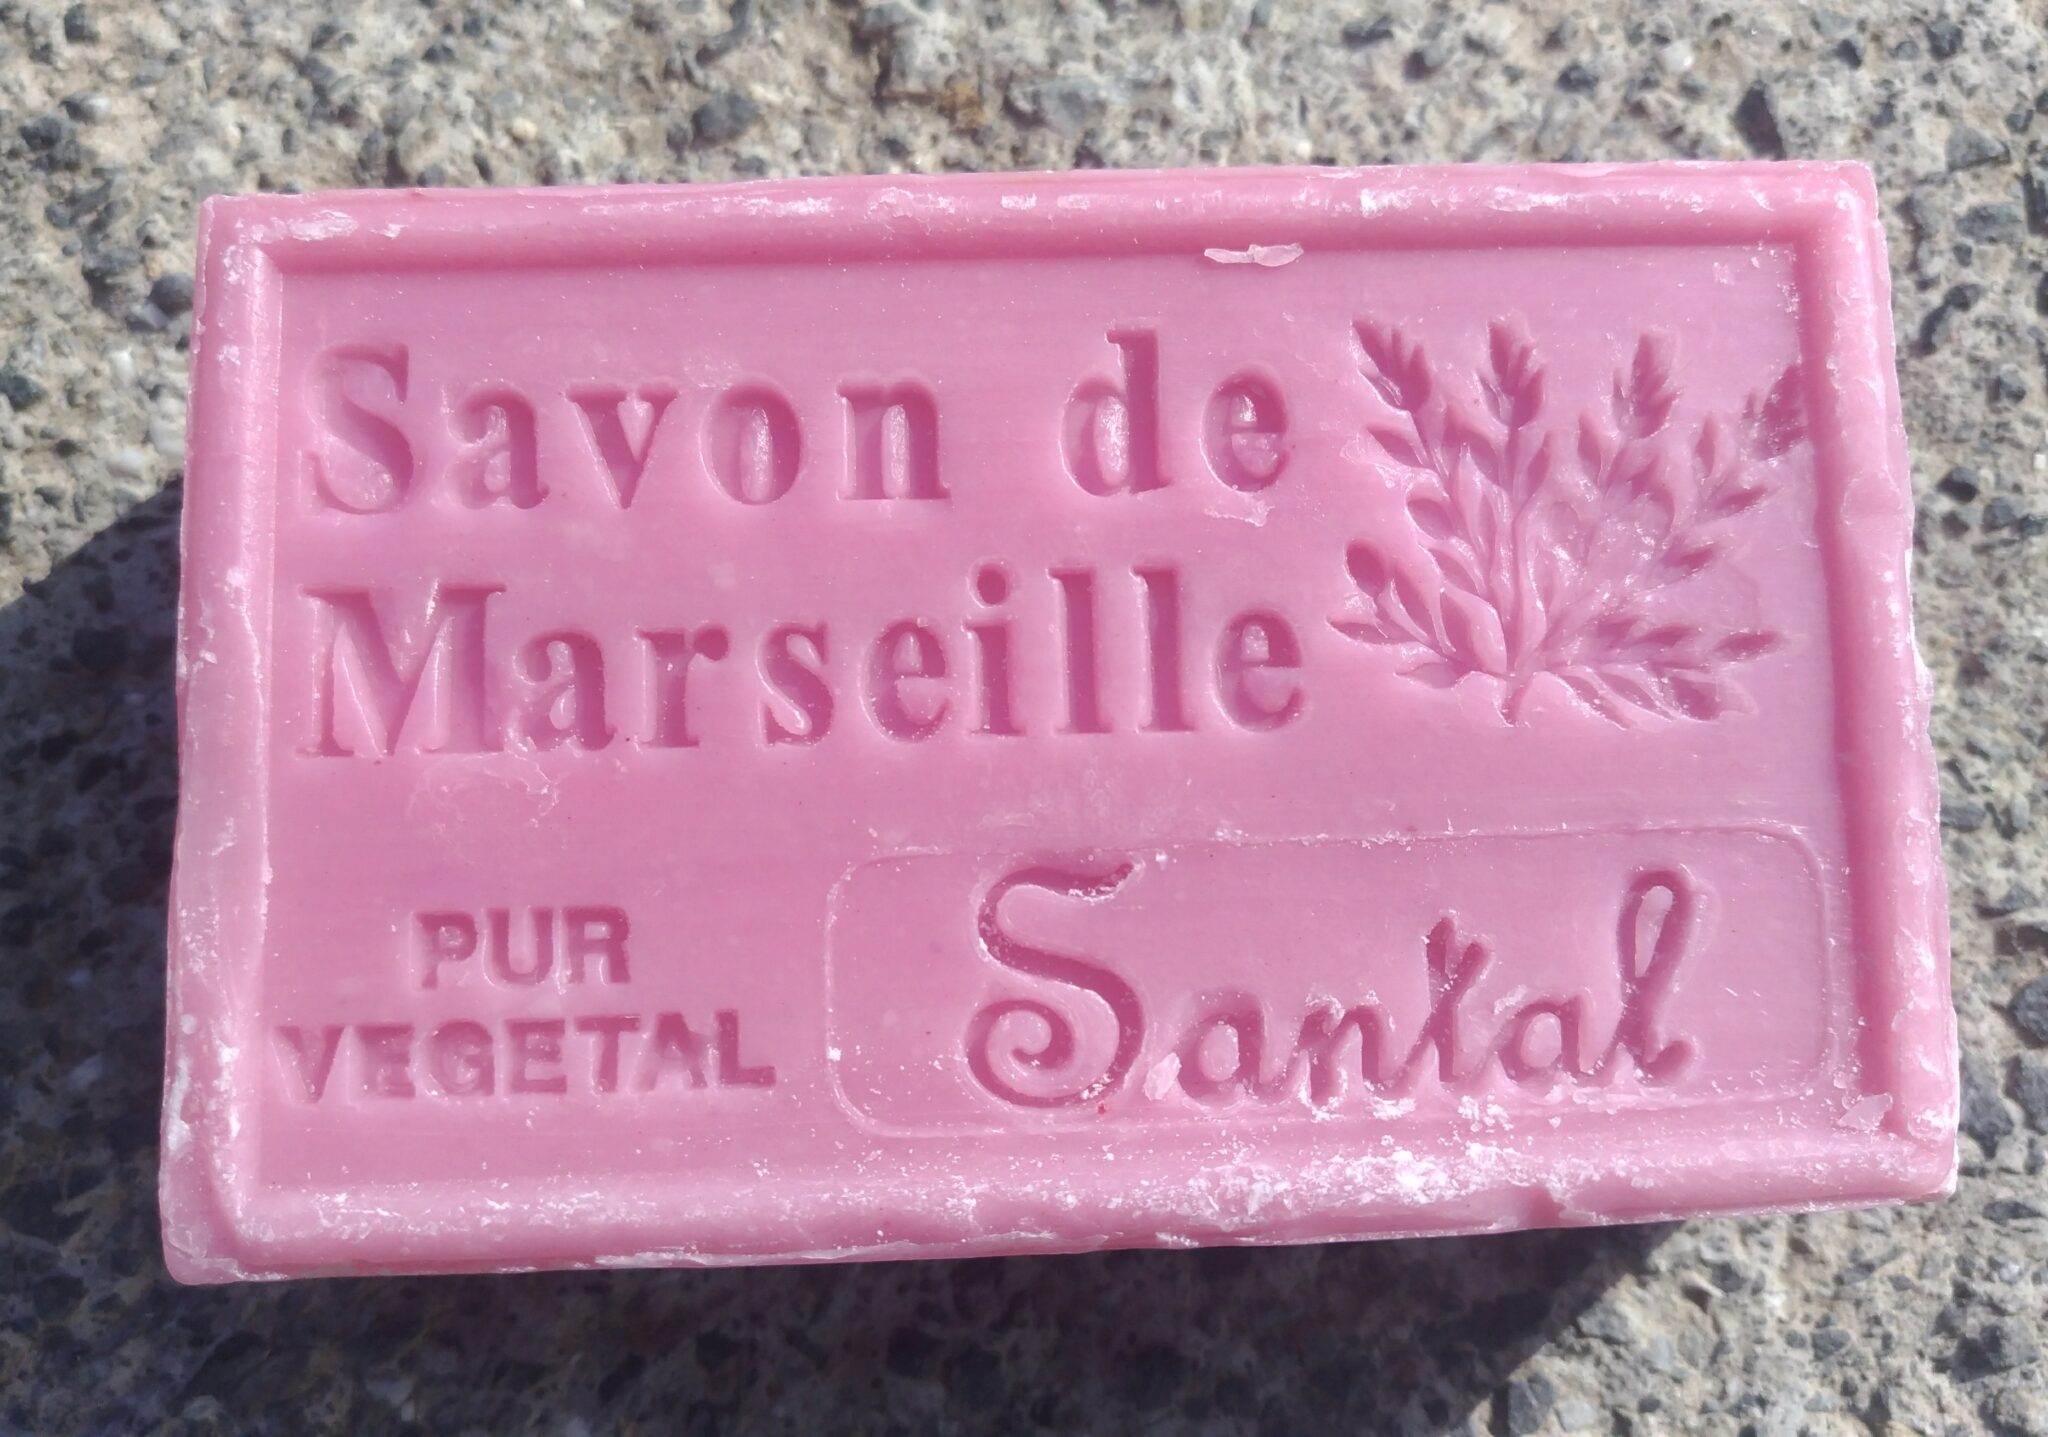 Savon de
Marseille
PUR
VEGETAL
Santal